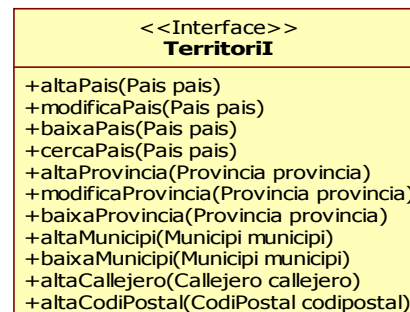 <<Interface>>
TerritoriI
+altaPais(Pais pais)
+modificaPais(Pais pais)
+baixaPais(Pais pais)
+cercaPais(Pais pais)
+altaProvincia(Provincia provincia)
+modificaProvincia(Provincia provincia)
+baixaProvincia(Provincia provincia)
+altaMunicipi(Municipi municipi)
+baixaMunicipi(Municipi municipi)
+altaCallejero(Callejero callejero)
+altaCodiPostal(CodiPostal codipostal)